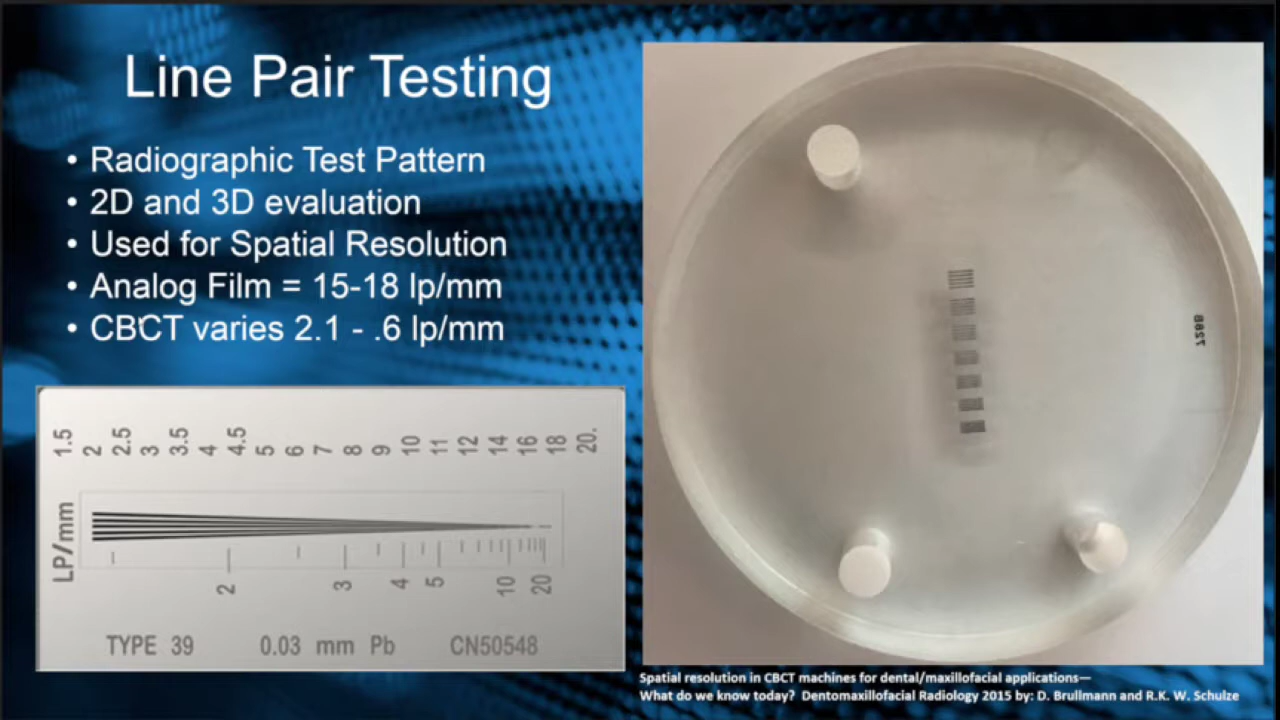 Line Pair Testing
• Radiographic Test Pattern
• 2D and 3D evaluation
• Used for Spatial Resolution
• Analog Film = 15-18 lp/mm
• CBCT varies 2.1 - .6 lp/mm
1.5 2 2.5 3 3.5 4 4.5 5 6 7 8 9 10 11 12 14 16 18 20.
LP/mm
2 3 4 5 10 20
TYPE 39 0.03 mm Pb CN50548
7288
Spatial resolution in CBCT machines for dental/maxillofacial applications—
What do we know today? Dentomaxillofacial Radiology 2015 by: D. Brullmann and R.K. W. Schulze